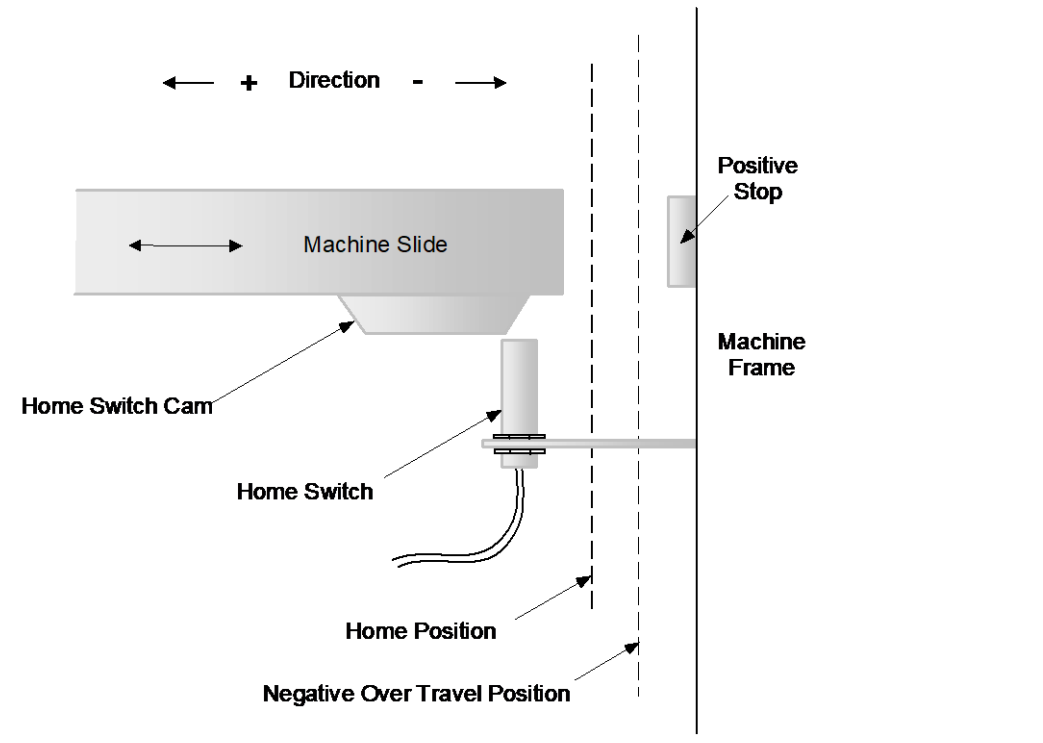 + Direction -
Positive
Stop
Machine Slide
Machine
Frame
Home Switch Cam
Home Switch
Home Position
Negative Over Travel Position